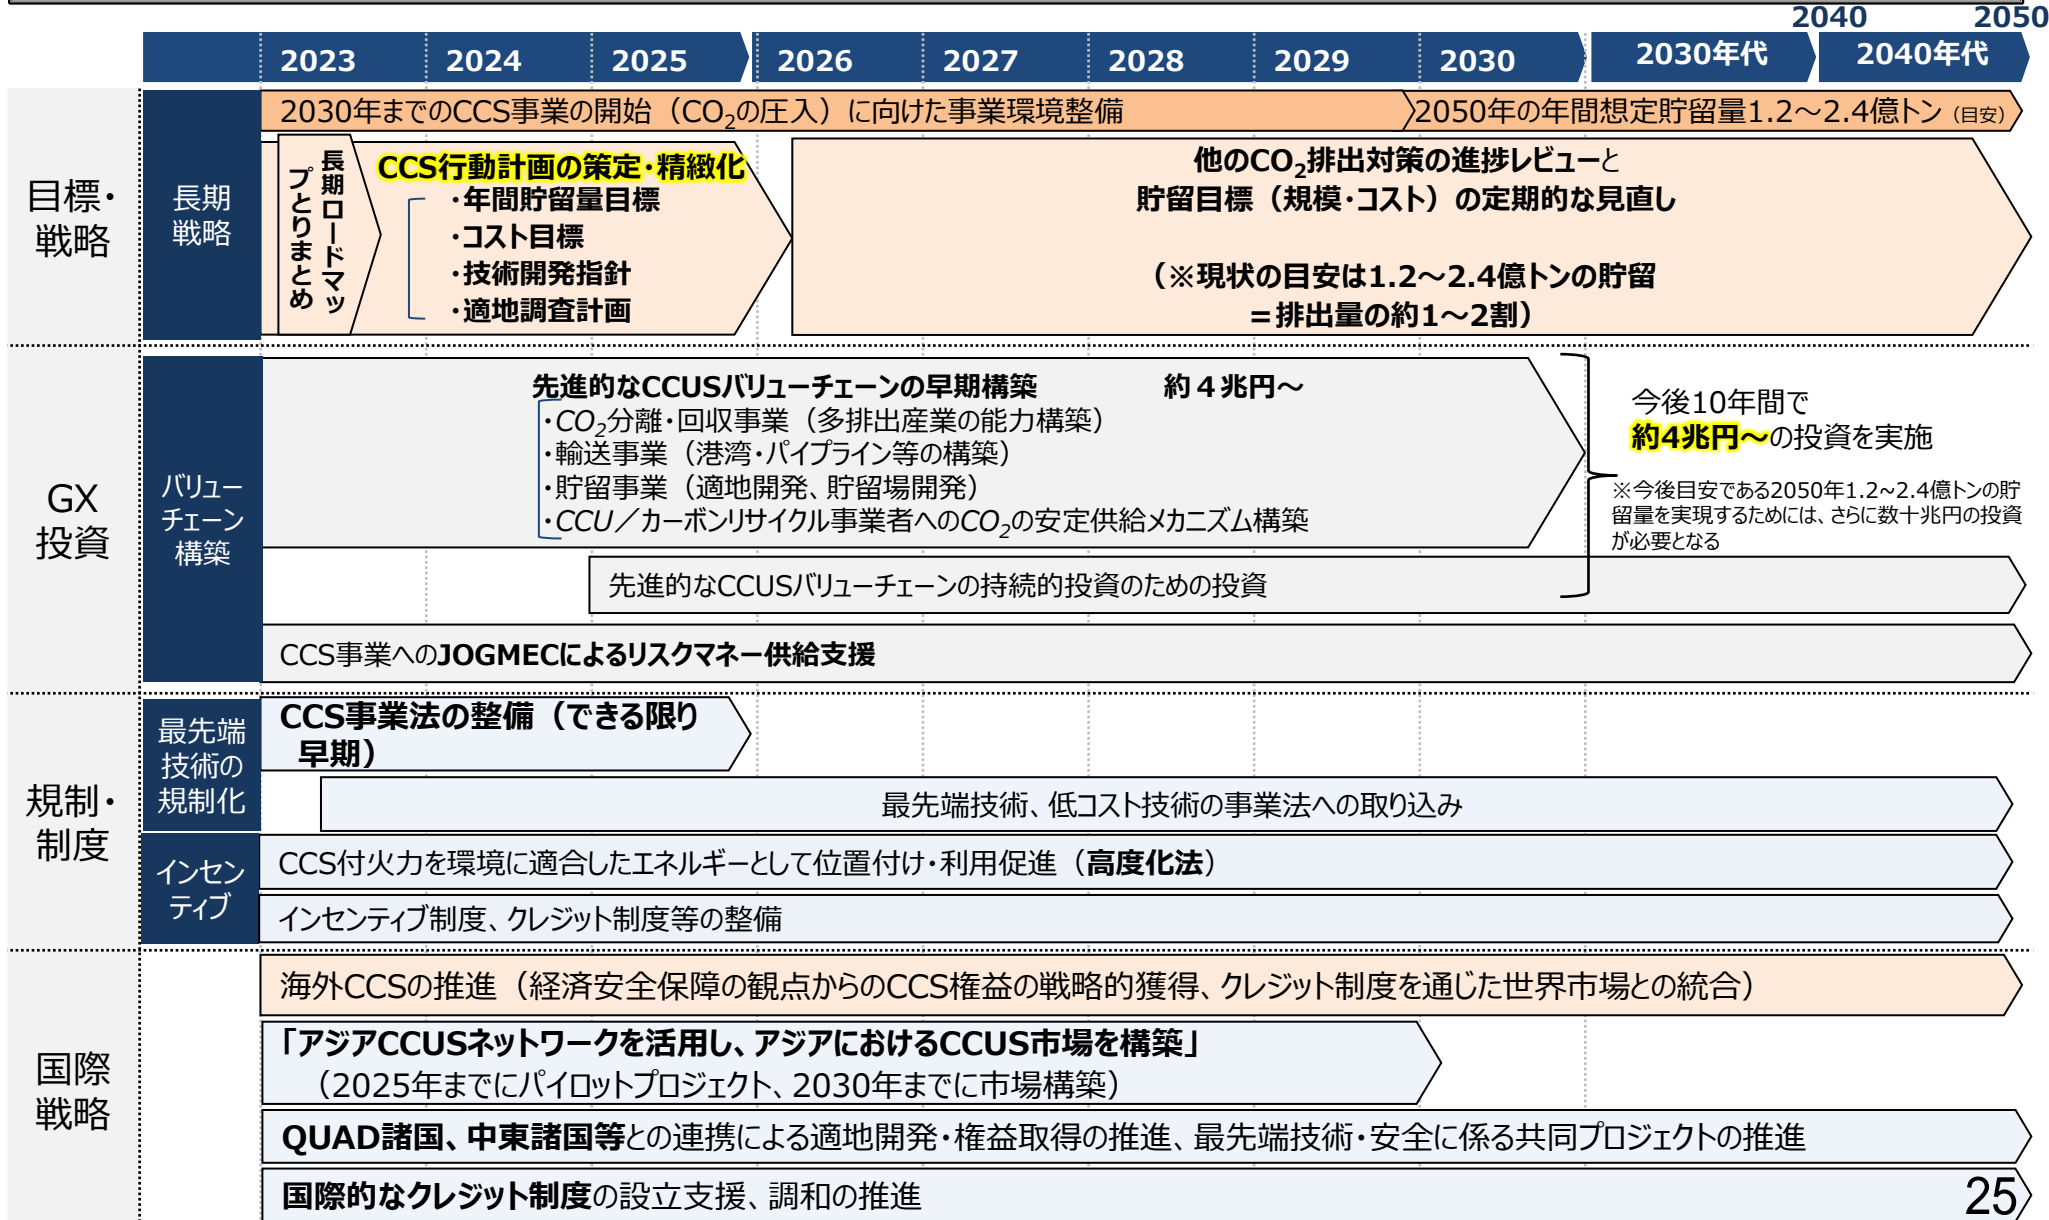 2040 2050
2023 2024 2025 2026 2027 2028 2029 2030 2030年代 2040年代
目標・
戦略
長期
戦略
2030年までのCCS事業の開始（CO2の圧入）に向けた事業環境整備
2050年の年間想定貯留量1.2～2.4億トン（目安）
長期ロードマッ
プとりまとめ
CCS行動計画の策定・精緻化
・年間貯留量目標
・コスト目標
・技術開発指針
・適地調査計画
他のCO2排出対策の進捗レビューと
貯留目標（規模・コスト）の定期的な見直し
（※現状の目安は1.2～2.4億トンの貯留
＝排出量の約1～2割）
GX
投資
バリュー
チェーン
構築
先進的なCCUSバリューチェーンの早期構築 約４兆円～
・CO2分離・回収事業（多排出産業の能力構築）
・輸送事業（港湾・パイプライン等の構築）
・貯留事業（適地開発、貯留場開発）
・CCU／カーボンリサイクル事業者へのCO2の安定供給メカニズム構築
今後10年間で
約4兆円～の投資を実施
※今後目安である2050年1.2~2.4億トンの貯
留量を実現するためには、さらに数十兆円の投資
が必要となる
先進的なCCUSバリューチェーンの持続的投資のための投資
CCS事業へのJOGMECによるリスクマネー供給支援
規制・
制度
最先端
技術の
規制化
CCS事業法の整備（できる限り
早期）
最先端技術、低コスト技術の事業法への取り込み
インセン
ティブ
CCS付火力を環境に適合したエネルギーとして位置付け・利用促進（高度化法）
インセンティブ制度、クレジット制度等の整備
国際
戦略
海外CCSの推進（経済安全保障の観点からのCCS権益の戦略的獲得、クレジット制度を通じた世界市場との統合）
「アジアCCUSネットワークを活用し、アジアにおけるCCUS市場を構築」
（2025年までにパイロットプロジェクト、2030年までに市場構築）
QUAD諸国、中東諸国等との連携による適地開発・権益取得の推進、最先端技術・安全に係る共同プロジェクトの推進
国際的なクレジット制度の設立支援、調和の推進
25